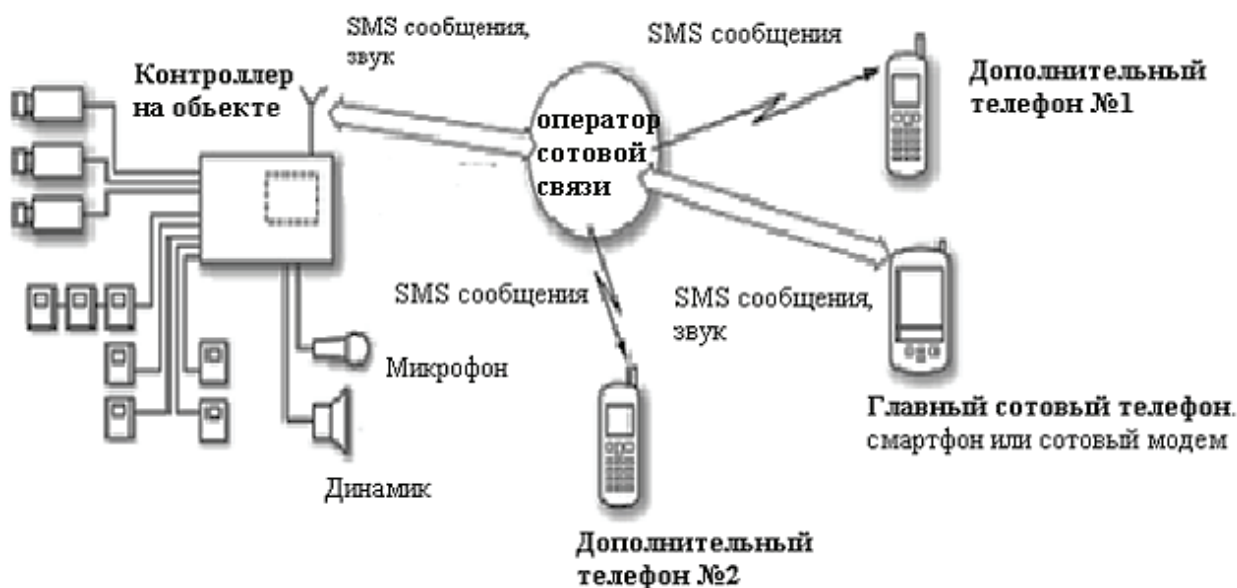 SMS сообщения,
звук
SMS сообщения
Контроллер
на обьекте
Дополнительный
телефон №1
оператор
сотовой
связи
SMS сообщения
SMS сообщения,
звук
Микрофон
Главный сотовый телефон.
смартфон или сотовый модем
Динамик
Дополнительный
телефон №2